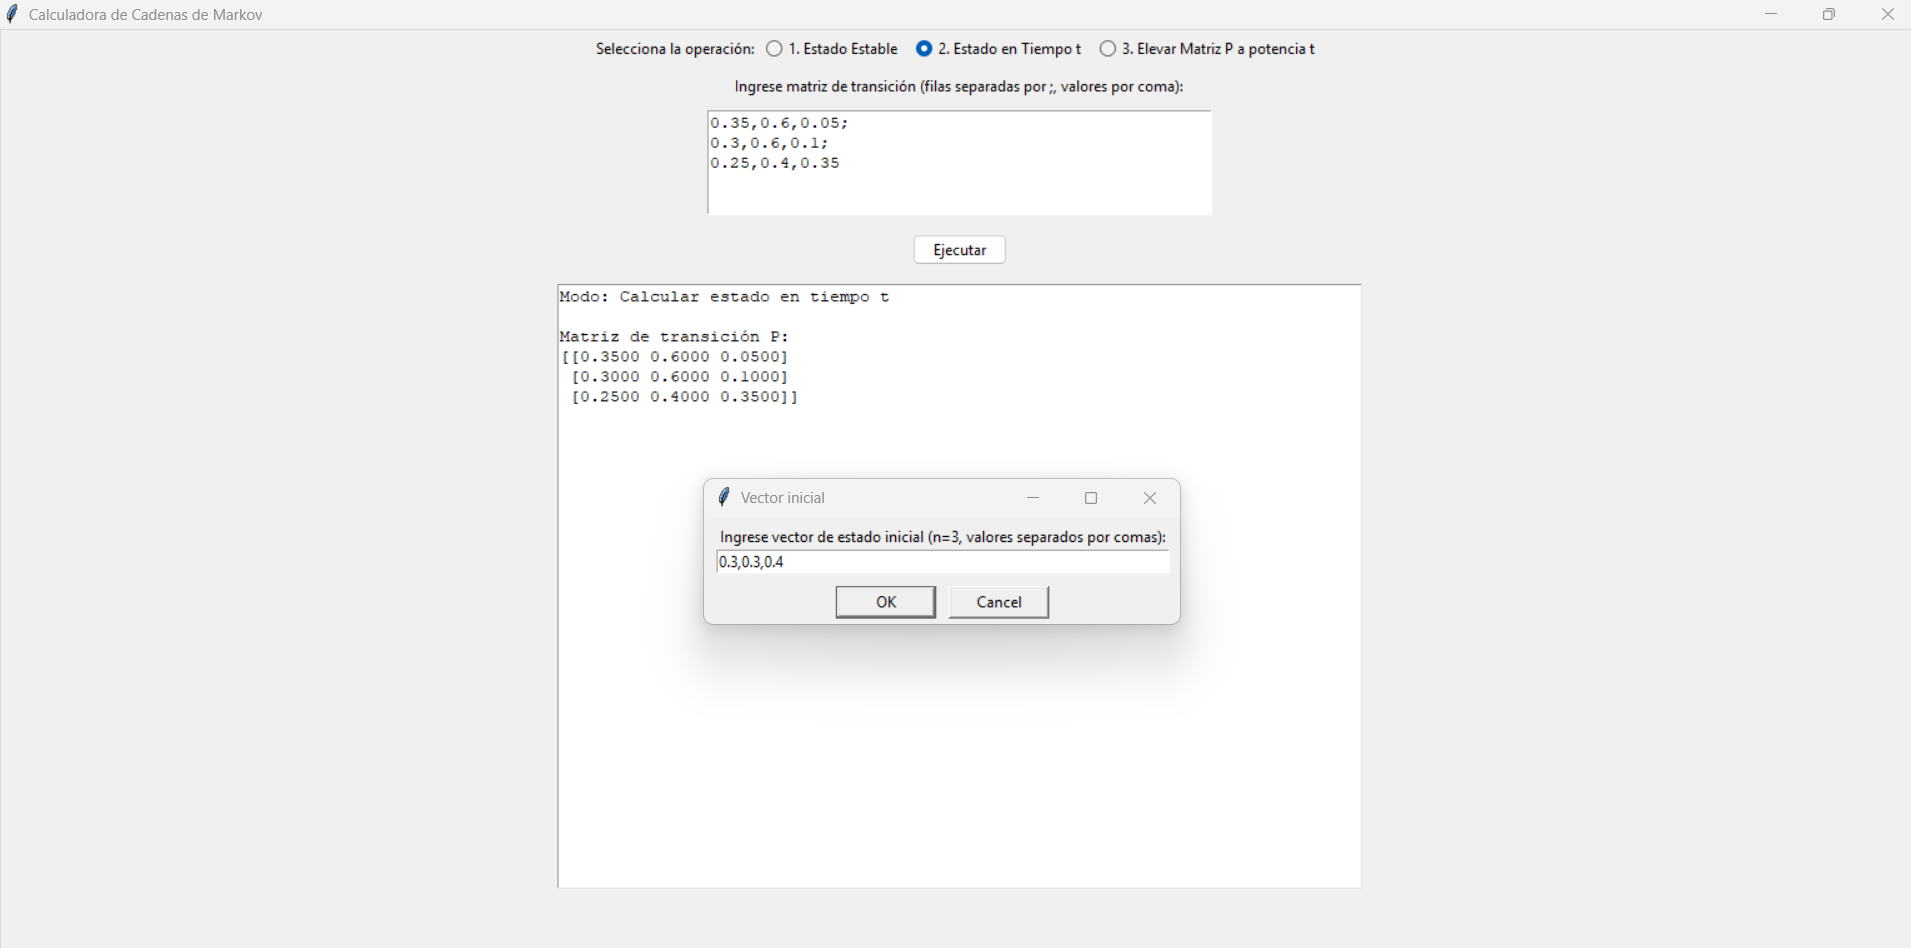 Calculadora de Cadenas de Markov
Selecciona la operación: 1. Estado Estable 2. Estado en Tiempo t 3. Elevar Matriz P a potencia t
Ingrese matriz de transición (filas separadas por ;, valores por coma):
0.35,0.6,0.05;
0.3,0.6,0.1;
0.25,0.4,0.35
Ejecutar
Modo: Calcular estado en tiempo t
Matriz de transición P:
[[0.3500 0.6000 0.0500]
[0.3000 0.6000 0.1000]
[0.2500 0.4000 0.3500]]
Vector inicial
Ingrese vector de estado inicial (n=3, valores separados por comas):
0.3,0.3,0.4
OK Cancel